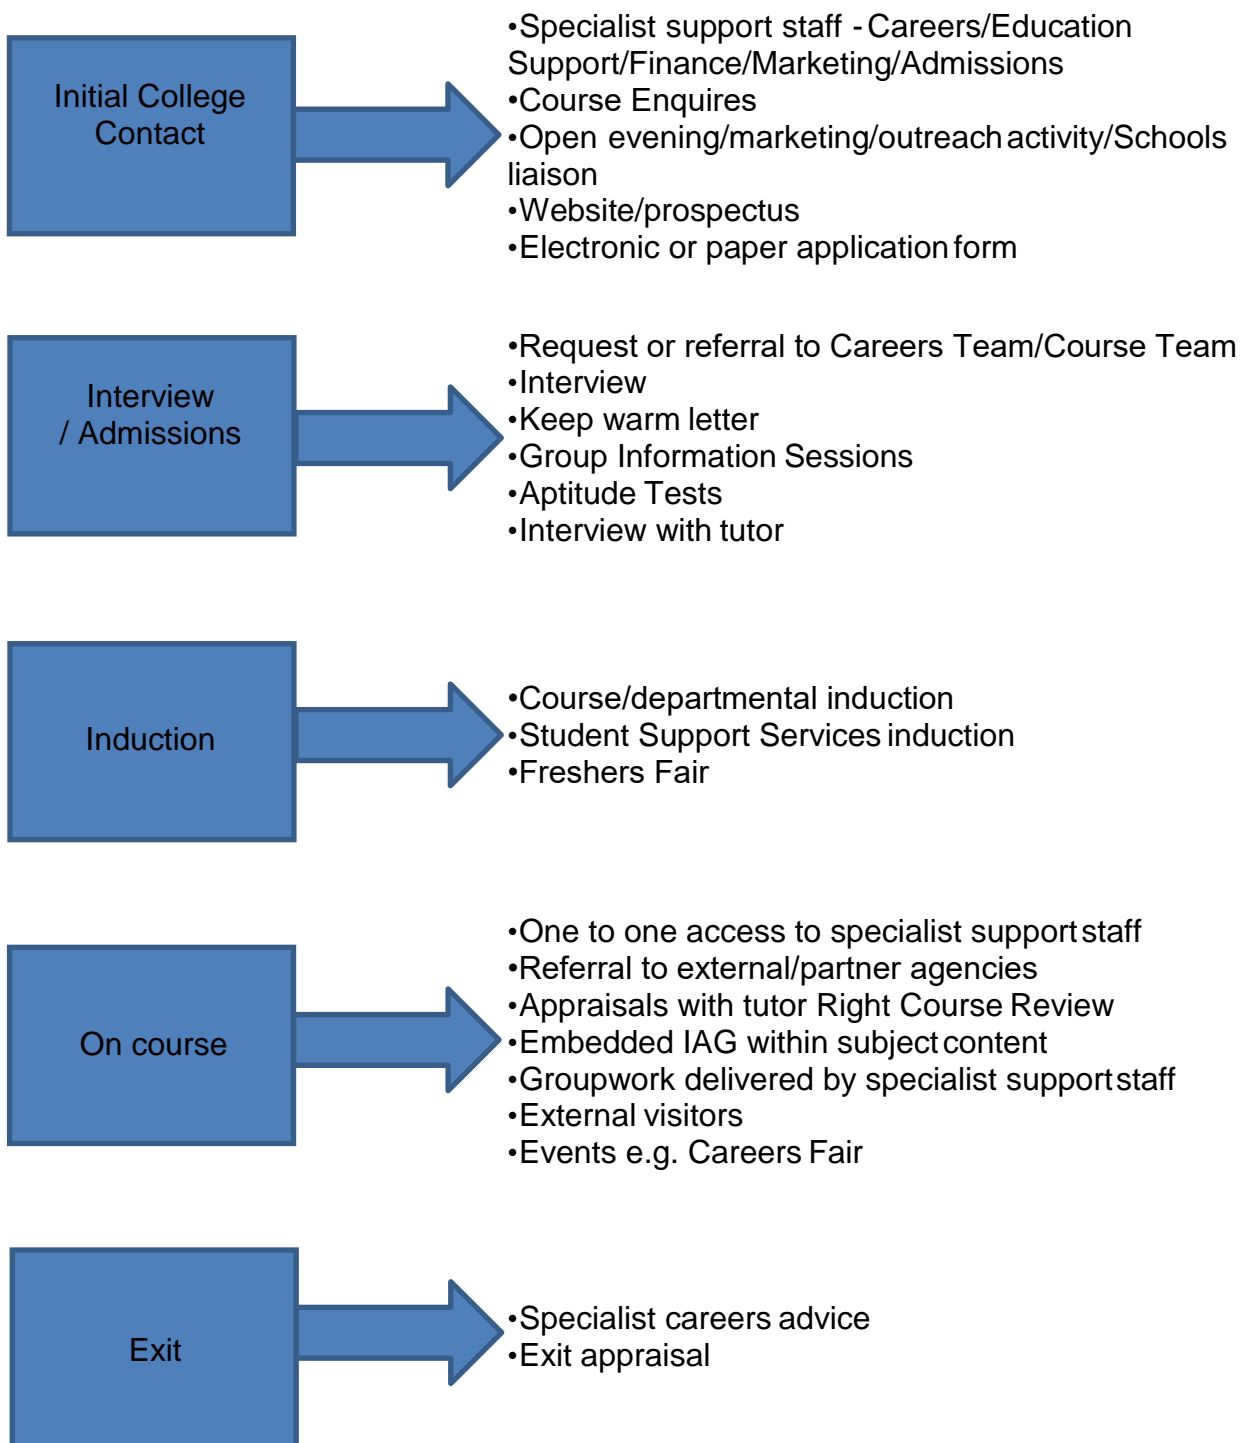 Initial College
Contact
•Specialist support staff - Careers/Education
Support/Finance/Marketing/Admissions
•Course Enquires
•Open evening/marketing/outreach activity/Schools
liaison
•Website/prospectus
•Electronic or paper application form
Interview
/ Admissions
•Request or referral to Careers Team/Course Team
•Interview
•Keep warm letter
•Group Information Sessions
•Aptitude Tests
•Interview with tutor
Induction
•Course/departmental induction
•Student Support Services induction
•Freshers Fair
On course
•One to one access to specialist support staff
•Referral to external/partner agencies
•Appraisals with tutor Right Course Review
•Embedded IAG within subject content
•Groupwork delivered by specialist support staff
•External visitors
•Events e.g. Careers Fair
Exit
•Specialist careers advice
•Exit appraisal